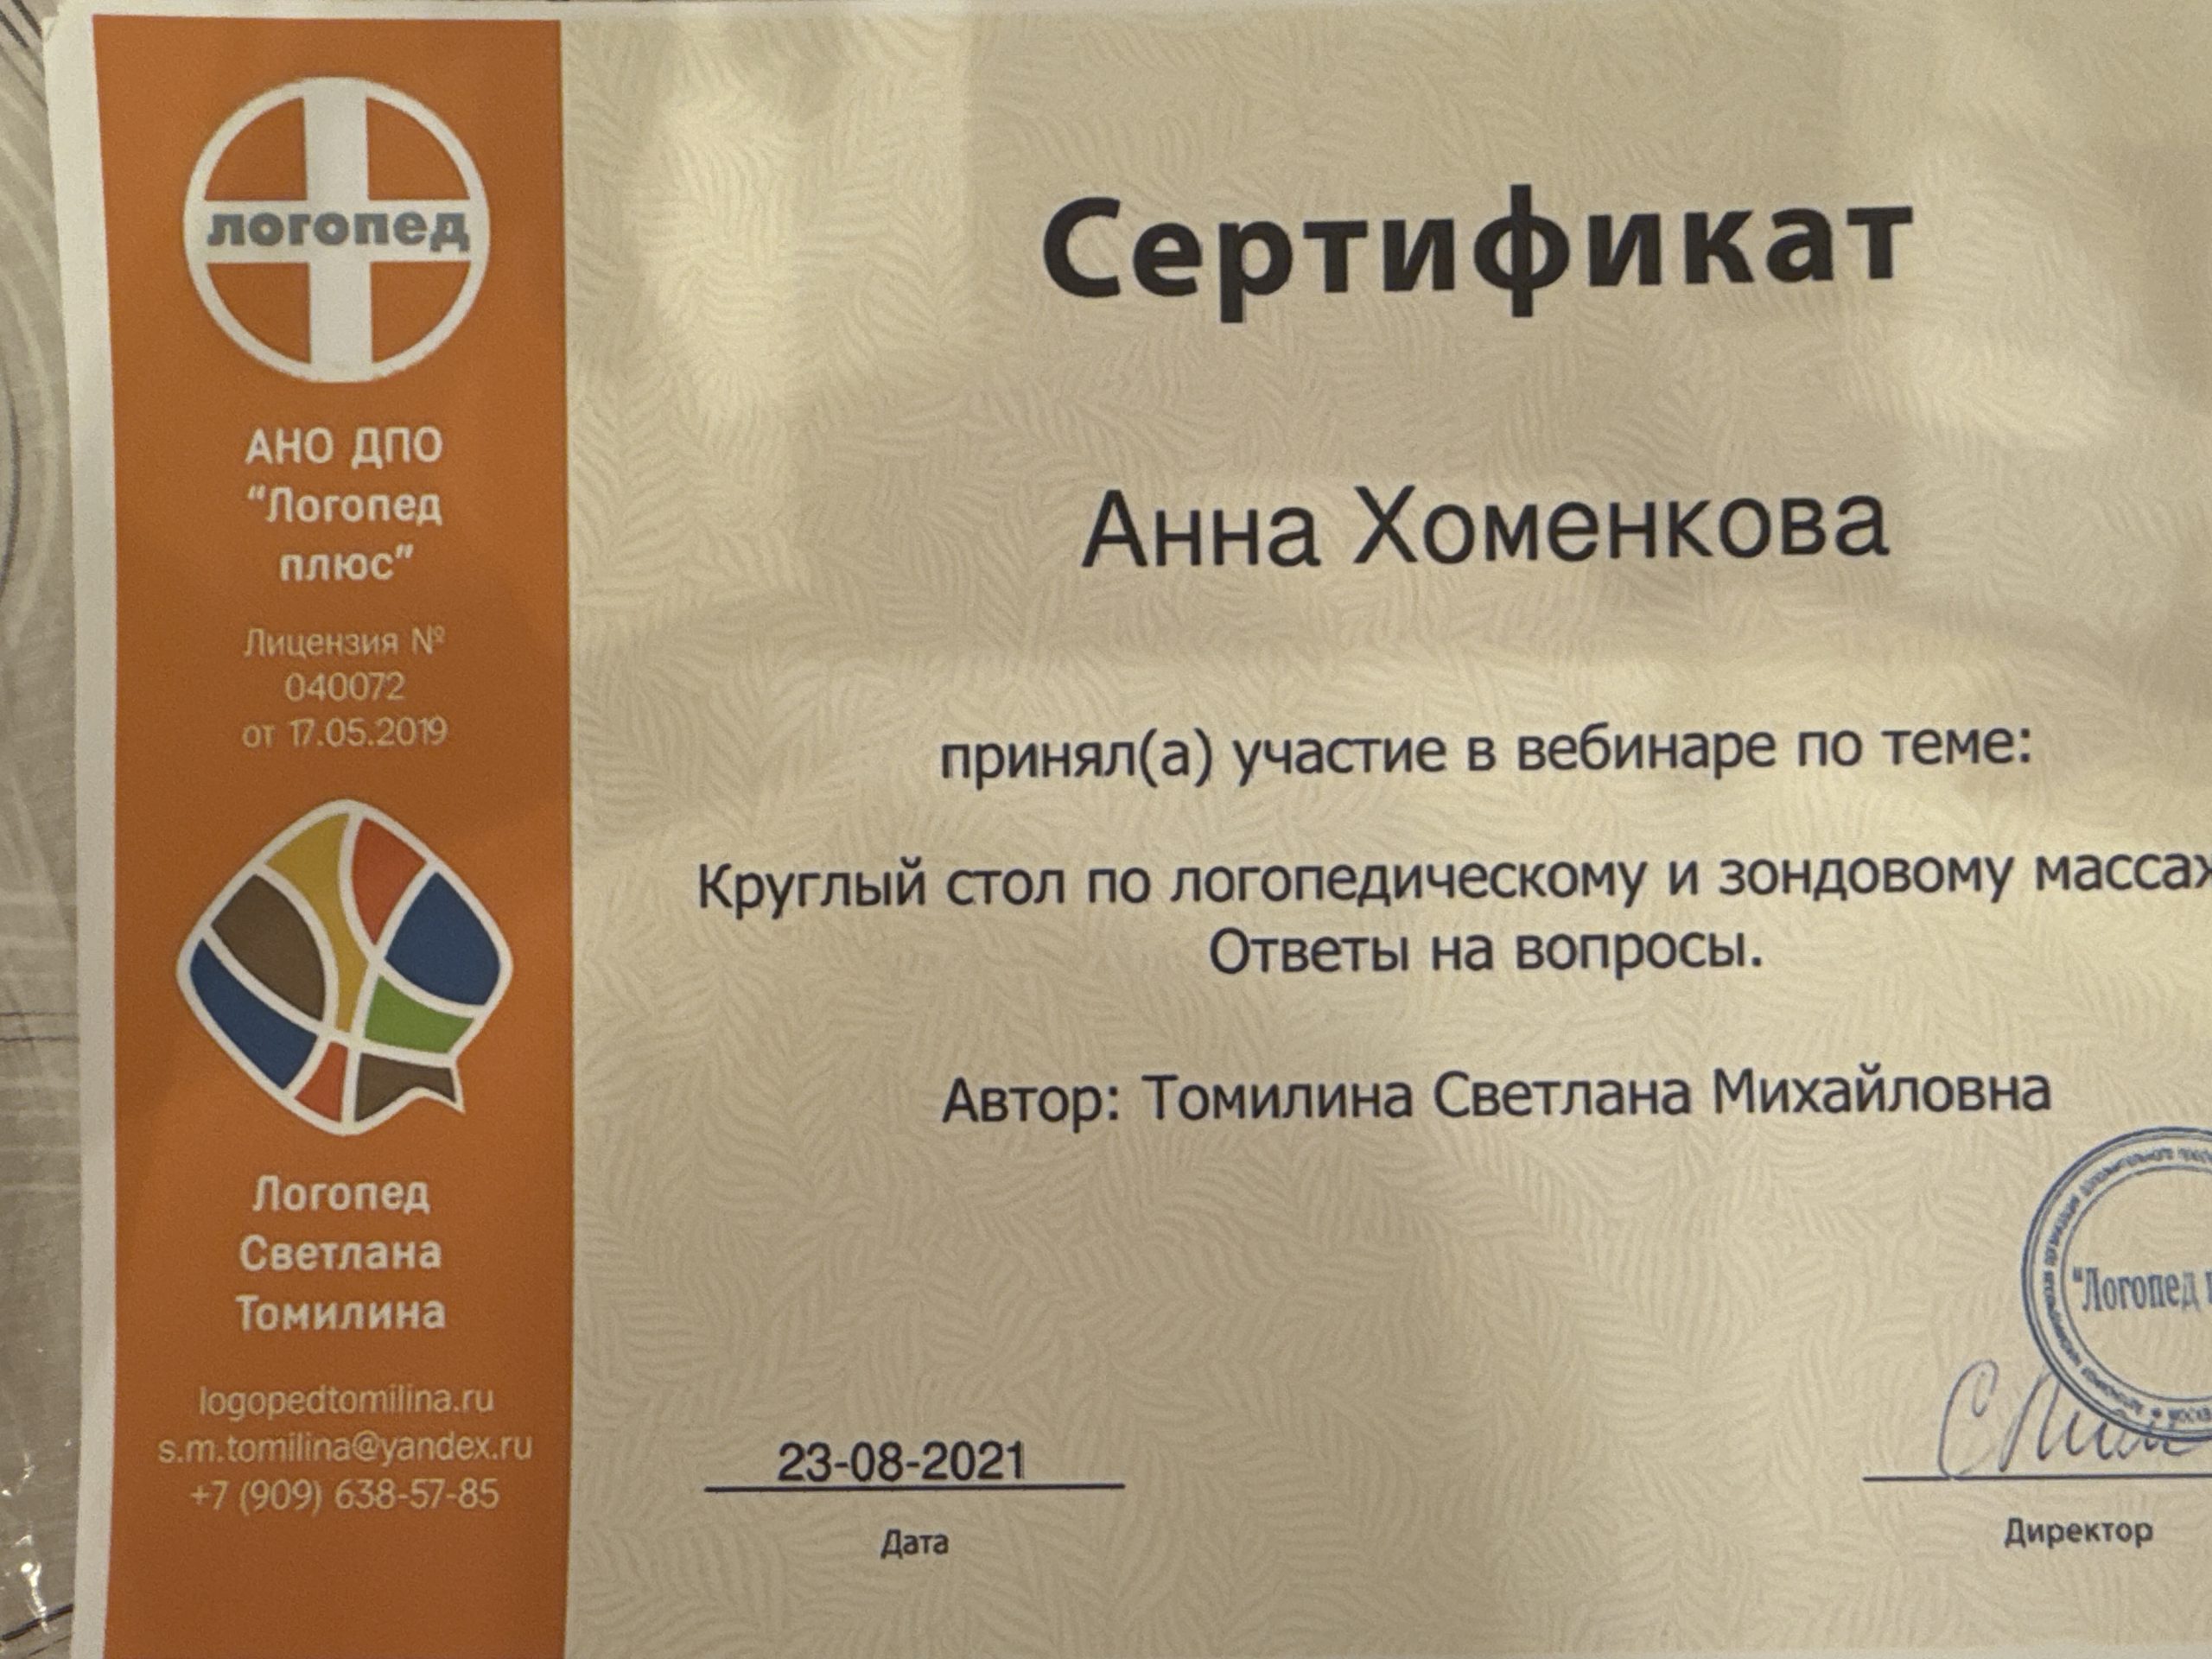 логопед
АНО ДПО
“Логопед
плюс”
Лицензия №
040072
от 17.05.2019
Логопед
Светлана
Томилина
logopedtomilina.ru
s.m.tomilina@yandex.ru
+7 (909) 638-57-85
Сертификат
Анна Хоменкова
принял(а) участие в вебинаре по теме:
Круглый стол по логопедическому и зондовому массаж
Ответы на вопросы.
Автор: Томилина Светлана Михайловна
"Логопед
23-08-2021
Дата
Директор